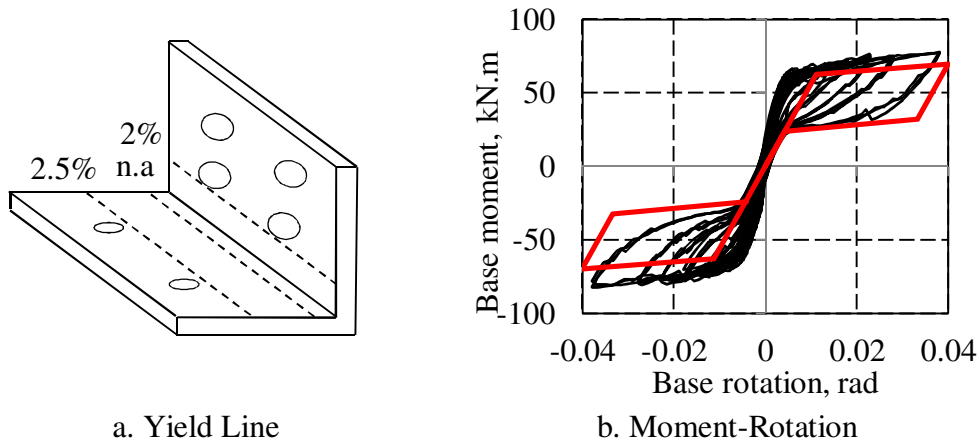 2%
2.5%
n.a
a. Yield Line
Base moment, kN.m
100
50
0
-50
-100
-0.04
-0.02
0
0.02
0.04
Base rotation, rad
b. Moment-Rotation